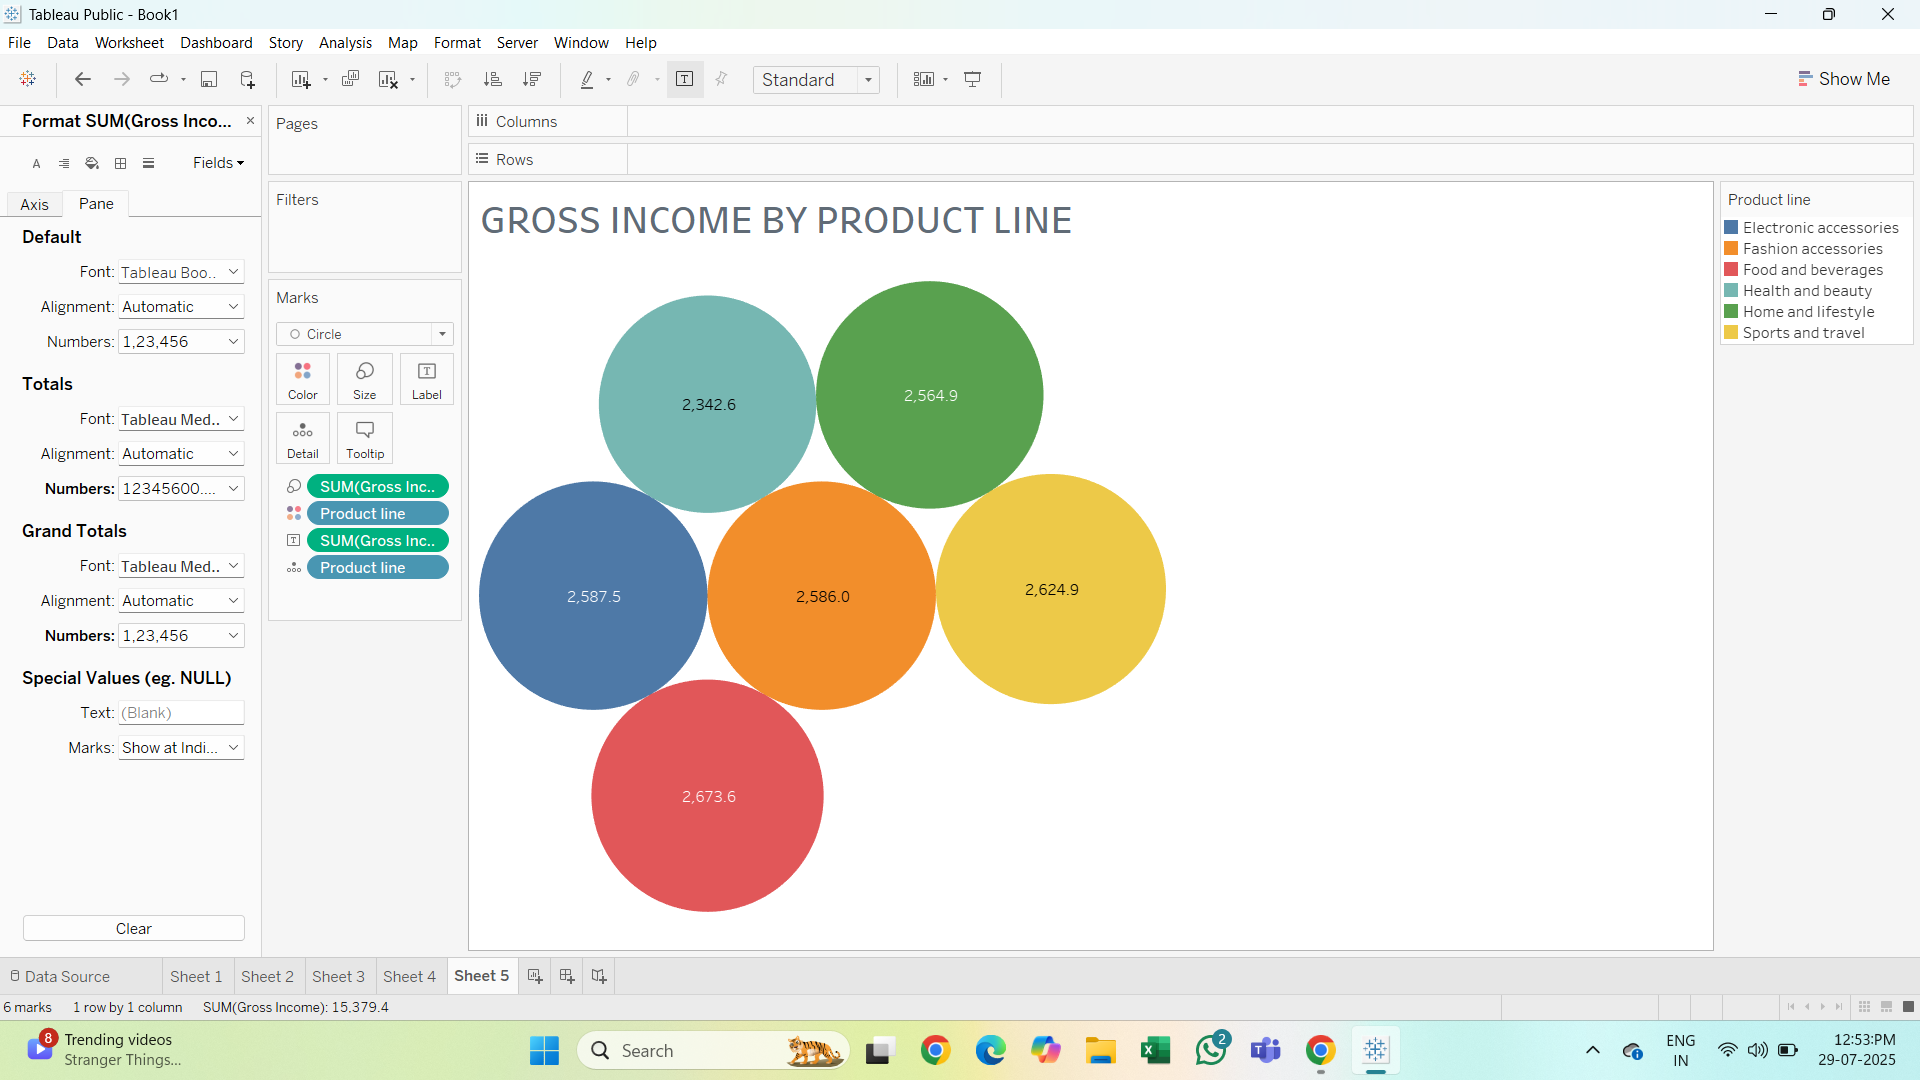 Tableau Public - Book1
File Data Worksheet Dashboard Story Analysis Map Format Server Window Help
Standard
Show Me
Format SUM(Gross Inco...
Fields
Axis Pane
Default
Font: Tableau Boo..
Alignment: Automatic
Numbers: 1,23,456
Totals
Font: Tableau Med..
Alignment: Automatic
Numbers: 12345600....
Grand Totals
Font: Tableau Med..
Alignment: Automatic
Numbers: 1,23,456
Special Values (eg. NULL)
Text: (Blank)
Marks: Show at Indi...
Clear
Pages
Filters
Marks
Circle
Color Size Label
Detail Tooltip
SUM(Gross Inc..
Product line
SUM(Gross Inc..
Product line
Columns
Rows
GROSS INCOME BY PRODUCT LINE
2,342.6
2,564.9
2,587.5
2,586.0
2,624.9
2,673.6
Product line
Electronic accessories
Fashion accessories
Food and beverages
Health and beauty
Home and lifestyle
Sports and travel
Data Source Sheet 1 Sheet 2 Sheet 3 Sheet 4 Sheet 5
6 marks 1 row by 1 column SUM(Gross Income): 15,379.4
8
Trending videos
Stranger Things...
Search
2
ENG
IN
12:53:PM
29-07-2025